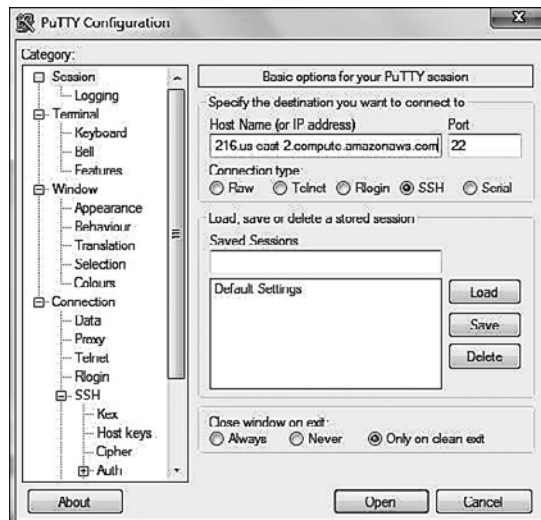 PuTTY Configuration
Category:
Session
Logging
Terminal
Keyboard
Bell
Features
Window
Appearance
Behaviour
Translation
Selection
Colours
Connection
Data
Proxy
Telnet
Rlogin
SSH
Kex
Host keys
Cipher
Auth
Basic options for your PuTTY session
Specify the destination you want to connect to
Host Name (or IP address) Port
216.us-east-2.compute.amazonaws.com 22
Connection type:
Raw Telnet Rlogin SSH Serial
Load, save or delete a stored session
Saved Sessions
Default Settings
Load
Save
Delete
Close window on exit:
Always Never Only on clean exit
About Open Cancel